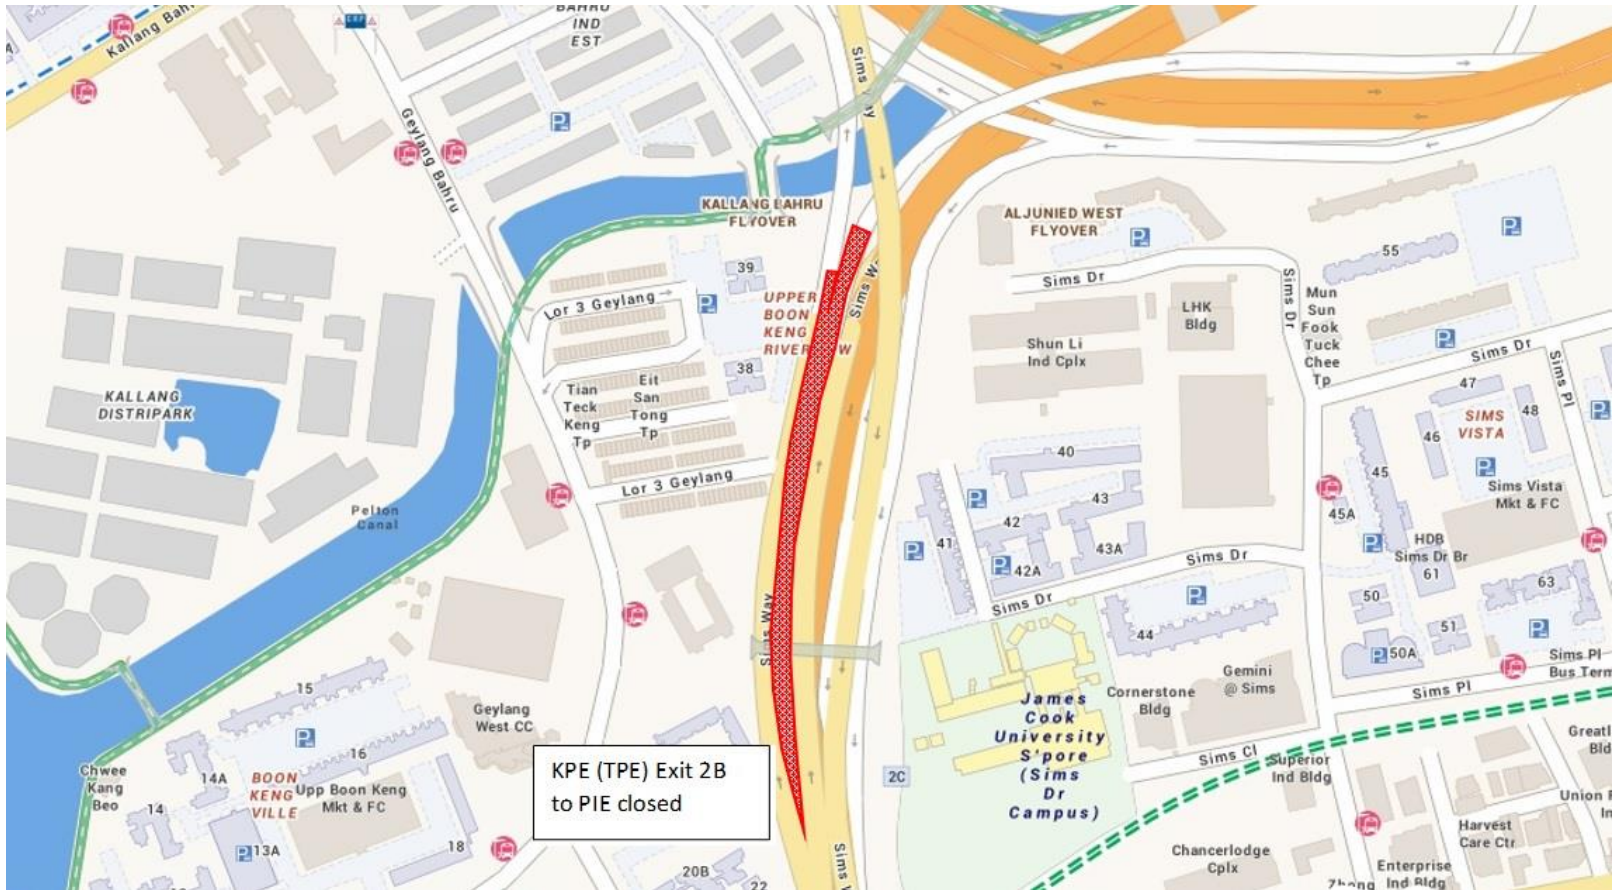 BAHRU
IND
EST
ERP
Kallang Bah
Geylang Bahru
Sims Way
KALLANG BAHRU
FLYOVER
ALJUNIED WEST
FLYOVER
55
39
Lor 3 Geylang
UPPER
BOON
KENG
RIVER
W
Sims Wa
Sims Dr
Sims Dr
LHK
Bldg
Mun
Sun
Fook
Tuck
Chee
Tp
Shun Li
Ind Cplx
Sims Dr
Sims Pl
38
KALLANG
DISTRIPARK
Tian
Teck
Keng
Tp
Eit
San
Tong
Tp
47
48
46
SIMS
VISTA
40
45
Lor 3 Geylang
43
Sims Vista
Mkt & FC
45A
Pelton
Canal
42
41
43A
42A
HDB
Sims Dr Br
61
Sims Dr
63
50
Sims Dr
Sims Way
44
51
50A
Sims Pl
Bus Term
15
Gemini
@ Sims
Cornerstone
Bldg
Sims Pl
Geylang
West CC
James
Cook
University
S'pore
(Sims
Dr
Campus)
16
Sims Cl
Superior
Ind Bldg
Chwee
Kang
Beo
14A
BOON
KENG
VILLE
Upp Boon Keng
Mkt & FC
KPE (TPE) Exit 2B
to PIE closed
2C
14
13A
18
Harvest
Care Ctr
Chancerlodge
Cplx
Enterprise
Ind Bldg
20B
22
Sims